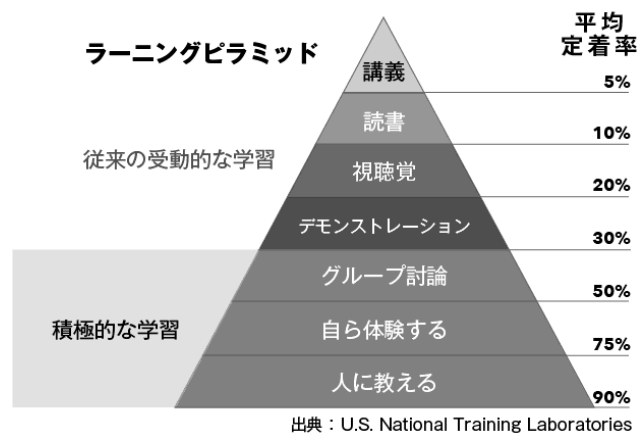 ラーニングピラミッド
平均
定着率
講義
5%
読書
10%
従来の受動的な学習
視聴覚
20%
デモンストレーション
30%
グループ討論
50%
積極的な学習
自ら体験する
75%
人に教える
90%
出典：U.S. National Training Laboratories